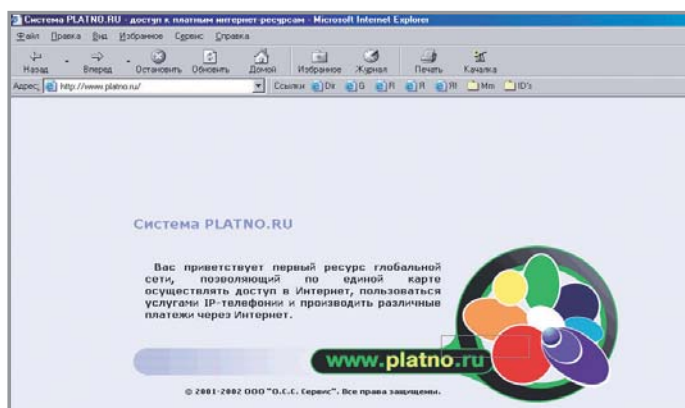 Система PLATNO.RU - доступ к платным интернет-ресурсам - Microsoft Internet Explorer
Файл Правка Вид Избранное Сервис Справка
Назад Вперед Остановить Обновить Домой Избранное Журнал Печать Качалка
Адрес: http://www.platno.ru/ Ссылки Dir G Я Я Я! Mm ID's
Система PLATNO.RU
Вас приветствует первый ресурс глобальной
сети, позволяющий по единой карте
осуществлять доступ в Интернет, пользоваться
услугами IP-телефонии и производить различные
платежи через Интернет.
www.platno.ru
© 2001-2002 ООО "О.С.С. Сервис". Все права защищены.